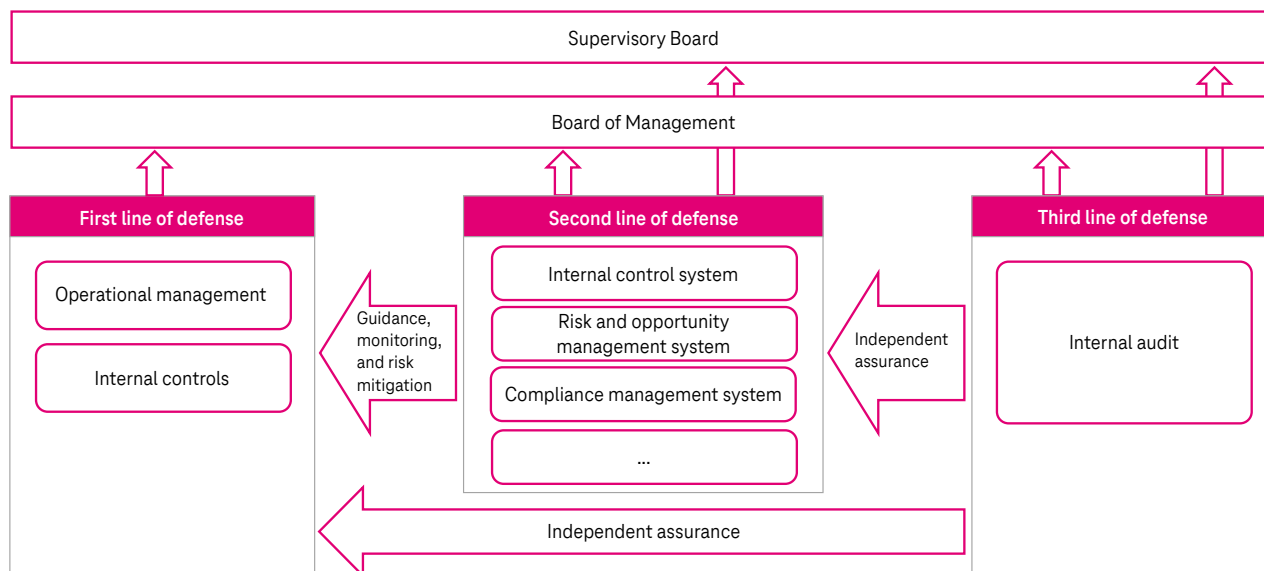 Supervisory Board
Board of Management
First line of defense
Second line of defense
Third line of defense
Operational management
Internal controls
Guidance,
monitoring,
and risk
mitigation
Internal control system
Risk and opportunity
management system
Compliance management system
...
Independent
assurance
Internal audit
Independent assurance